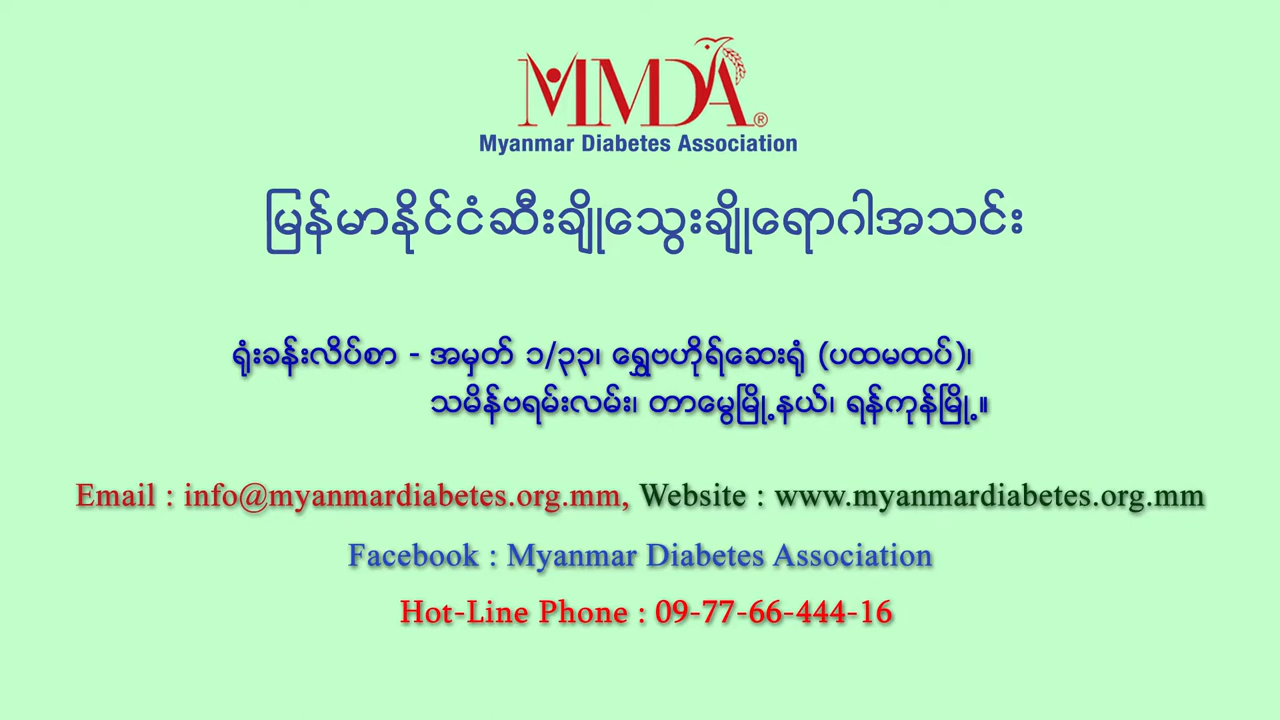 MMDA®
Myanmar Diabetes Association
မြန်မာနိုင်ငံဆီးချိုသွေးချိုရောဂါအသင်း
ရုံးခန်းလိပ်စာ - အမှတ် ၁/၃၃၊ ရွှေဗဟိုရ်ဆေးရုံ (ပထမထပ်)၊
သမိန်ဗရမ်းလမ်း၊ တာမွေမြို့နယ်၊ ရန်ကုန်မြို့။
Email : info@myanmardiabetes.org.mm, Website : www.myanmardiabetes.org.mm
Facebook : Myanmar Diabetes Association
Hot-Line Phone : 09-77-66-444-16